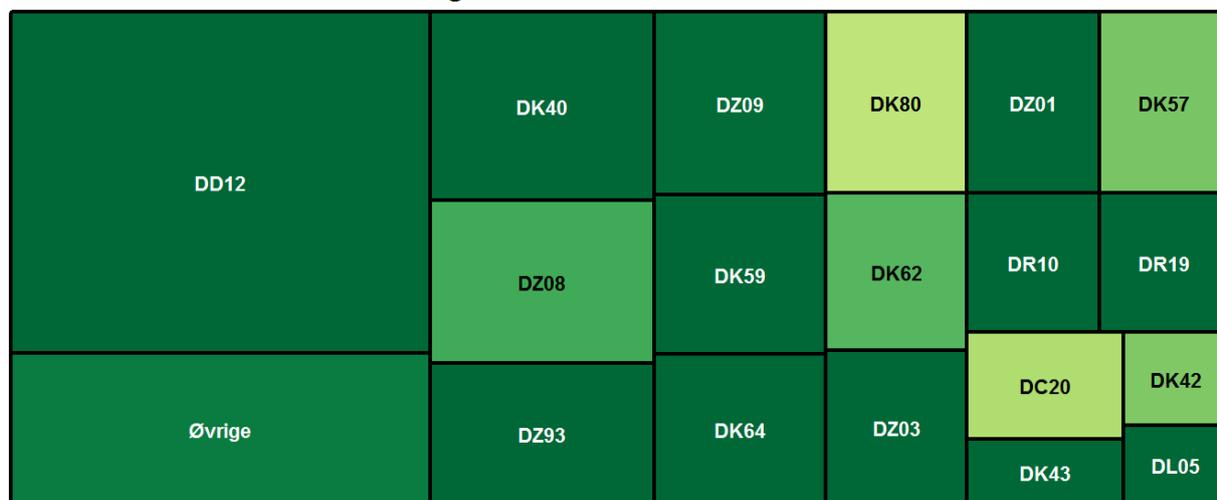 DD12
Øvrige
DK40
DZ08
DZ93
DZ09
DK59
DK64
DK80
DK62
DZ03
DZ01
DK57
DR10
DR19
DC20
DK42
DK43
DL05